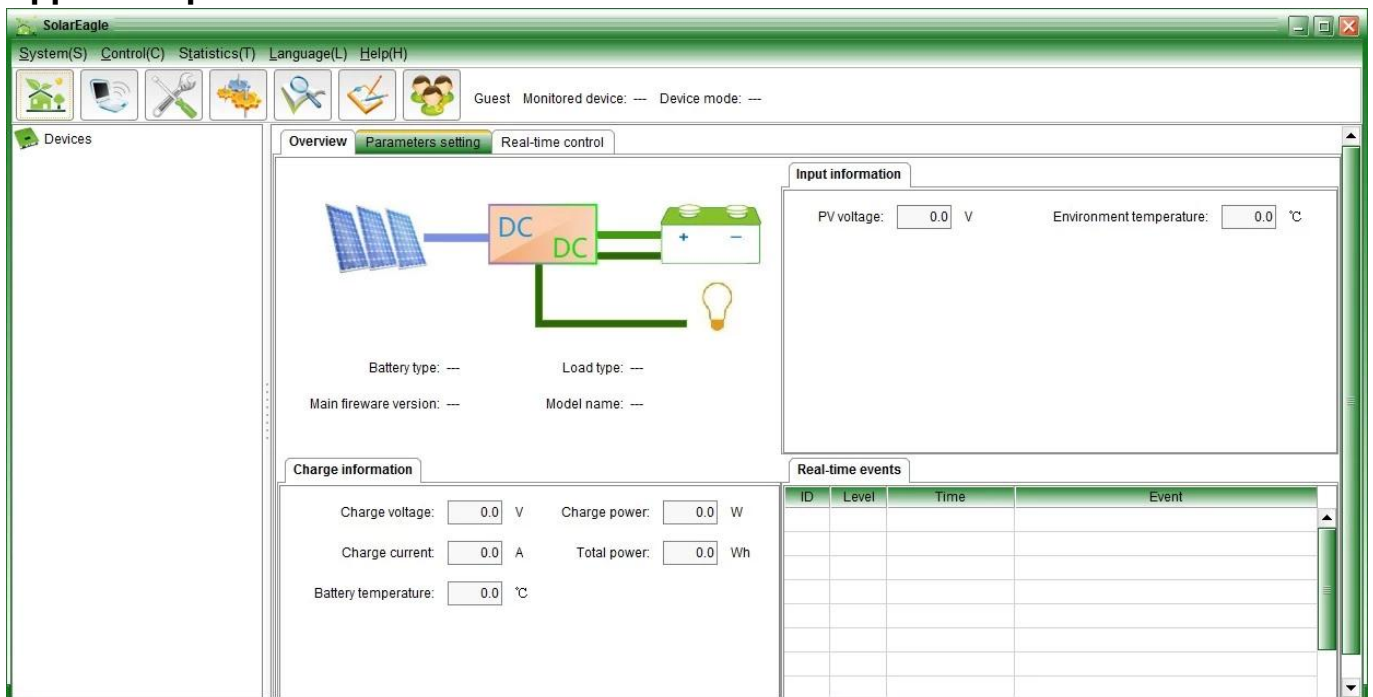 SolarEagle
System(S) Control(C) Statistics(T) Language(L) Help(H)
Guest Monitored device: --- Device mode: ---
Devices
Overview Parameters setting Real-time control
DC
DC
+ −
Battery type: --- Load type: ---
Main fireware version: --- Model name: ---
Input information
PV voltage: 0.0 V Environment temperature: 0.0 ℃
Charge information
Charge voltage: 0.0 V Charge power: 0.0 W
Charge current: 0.0 A Total power: 0.0 Wh
Battery temperature: 0.0 ℃
Real-time events
ID Level Time Event